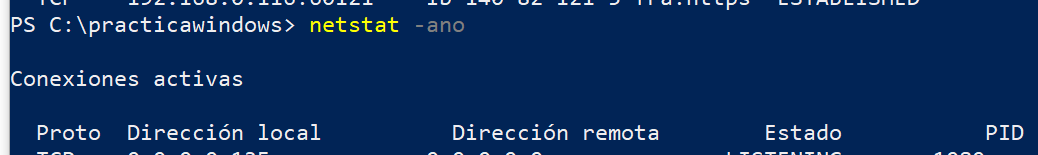 PS C:\practicawindows> netstat -ano
Conexiones activas
Proto Dirección local Dirección remota Estado PID